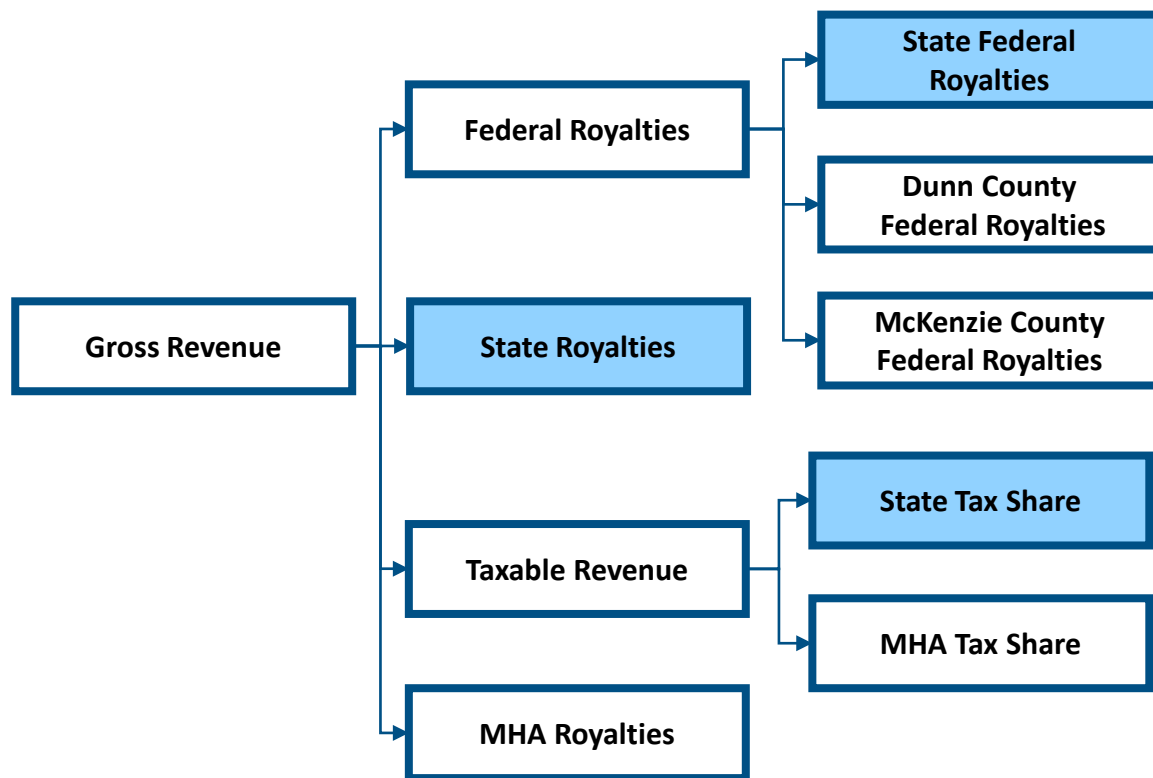 State Federal
Royalties
Federal Royalties
Dunn County
Federal Royalties
McKenzie County
Federal Royalties
Gross Revenue
State Royalties
State Tax Share
Taxable Revenue
MHA Tax Share
MHA Royalties